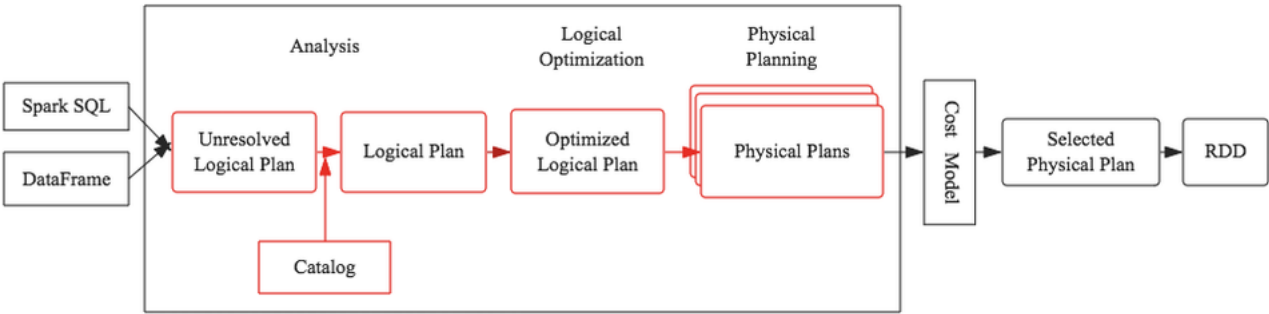 Analysis
Logical
Optimization
Physical
Planning
Spark SQL
DataFrame
Unresolved
Logical Plan
Logical Plan
Optimized
Logical Plan
Physical Plans
Cost Model
Selected
Physical Plan
RDD
Catalog